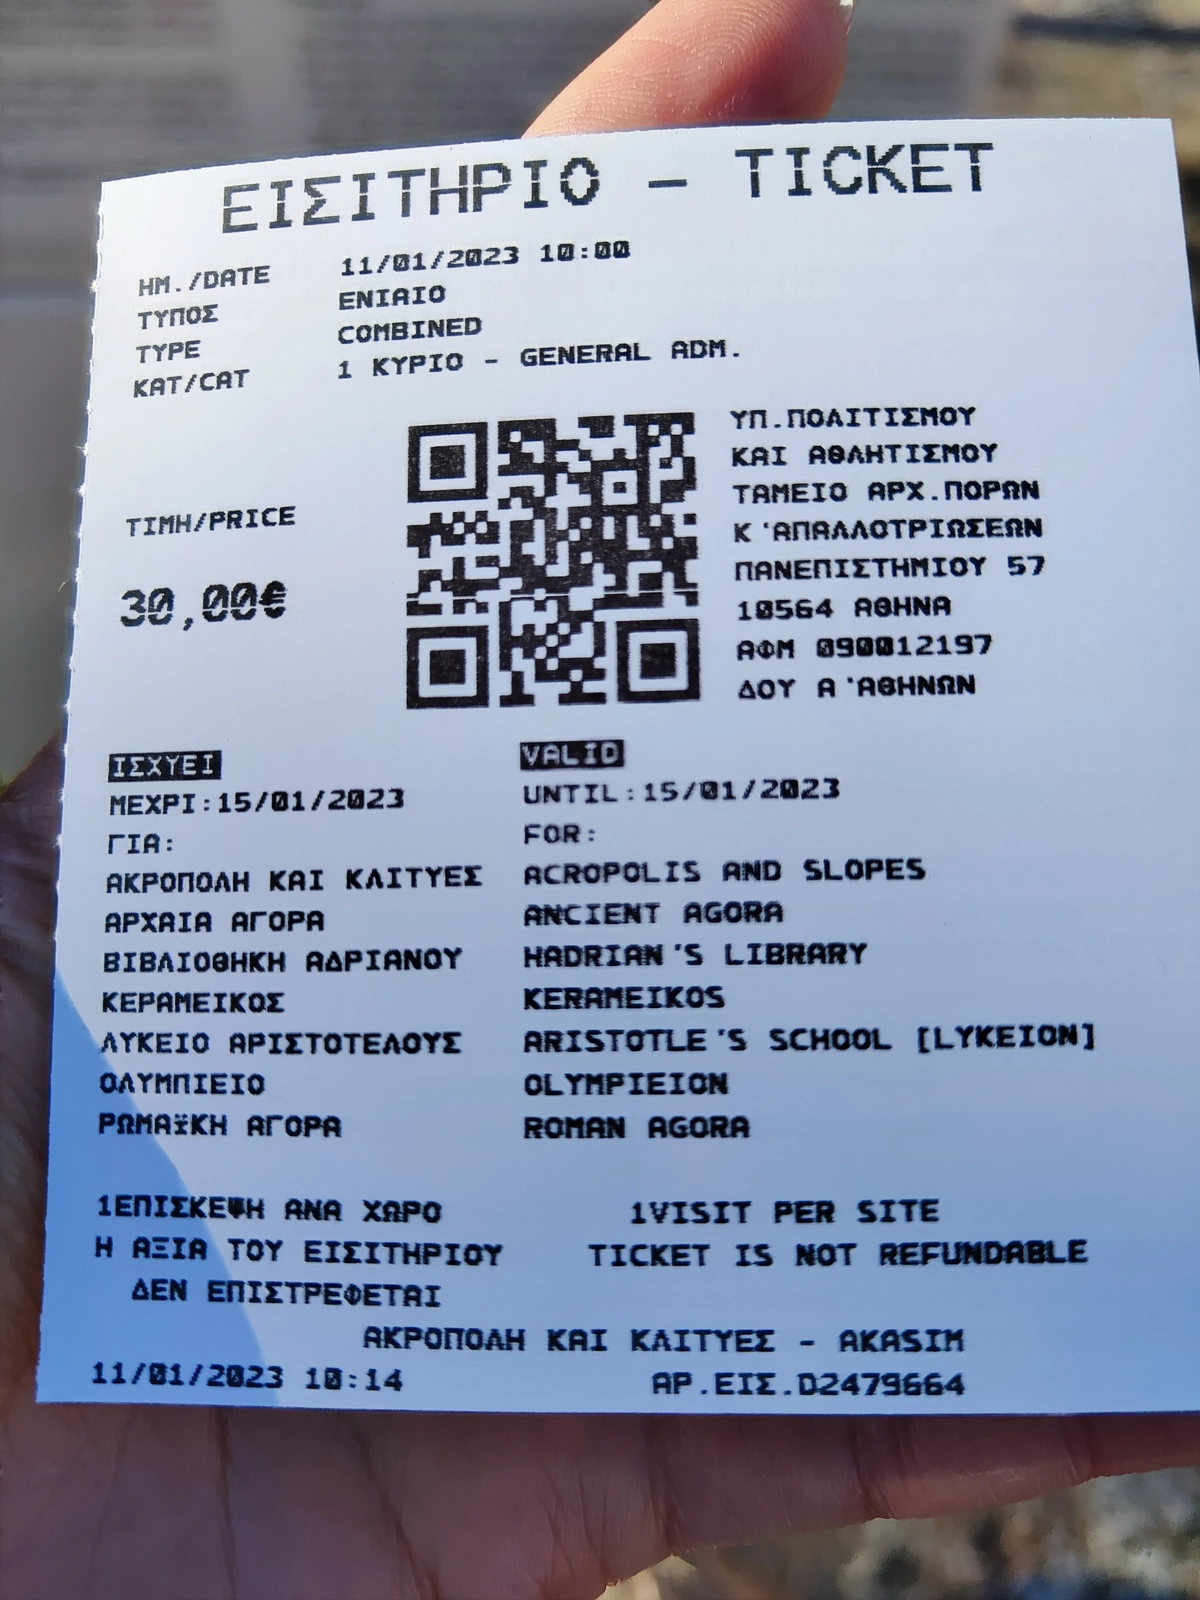 ΕΙΣΙΤΗΡΙΟ - TICKET
ΗΜ./DATE 11/01/2023 10:00
ΤΥΠΟΣ ΕΝΙΑΙΟ
TYPE COMBINED
ΚΑΤ/CAT 1 ΚΥΡΙΟ - GENERAL ADM.
ΥΠ.ΠΟΛΙΤΙΣΜΟΥ
ΚΑΙ ΑΘΛΗΤΙΣΜΟΥ
ΤΑΜΕΙΟ ΑΡΧ.ΠΟΡΩΝ
Κ'ΑΠΑΛΛΟΤΡΙΩΣΕΩΝ
ΠΑΝΕΠΙΣΤΗΜΙΟΥ 57
10564 ΑΘΗΝΑ
ΑΦΜ 090012197
ΔΟΥ Α'ΑΘΗΝΩΝ
ΤΙΜΗ/PRICE
30,00€
ΙΣΧΥΕΙ VALID
ΜΕΧΡΙ:15/01/2023 UNTIL:15/01/2023
ΓΙΑ: FOR:
ΑΚΡΟΠΟΛΗ ΚΑΙ ΚΛΙΤΥΕΣ ACROPOLIS AND SLOPES
ΑΡΧΑΙΑ ΑΓΟΡΑ ANCIENT AGORA
ΒΙΒΛΙΟΘΗΚΗ ΑΔΡΙΑΝΟΥ HADRIAN'S LIBRARY
ΚΕΡΑΜΕΙΚΟΣ KERAMEIKOS
ΛΥΚΕΙΟ ΑΡΙΣΤΟΤΕΛΟΥΣ ARISTOTLE'S SCHOOL [LYKEION]
ΟΛΥΜΠΙΕΙΟ OLYMPIEION
ΡΩΜΑΪΚΗ ΑΓΟΡΑ ROMAN AGORA
1ΕΠΙΣΚΕΨΗ ΑΝΑ ΧΩΡΟ 1VISIT PER SITE
Η ΑΞΙΑ ΤΟΥ ΕΙΣΙΤΗΡΙΟΥ TICKET IS NOT REFUNDABLE
ΔΕΝ ΕΠΙΣΤΡΕΦΕΤΑΙ
ΑΚΡΟΠΟΛΗ ΚΑΙ ΚΛΙΤΥΕΣ - AKASIM
11/01/2023 10:14 ΑΡ.ΕΙΣ.D2479664